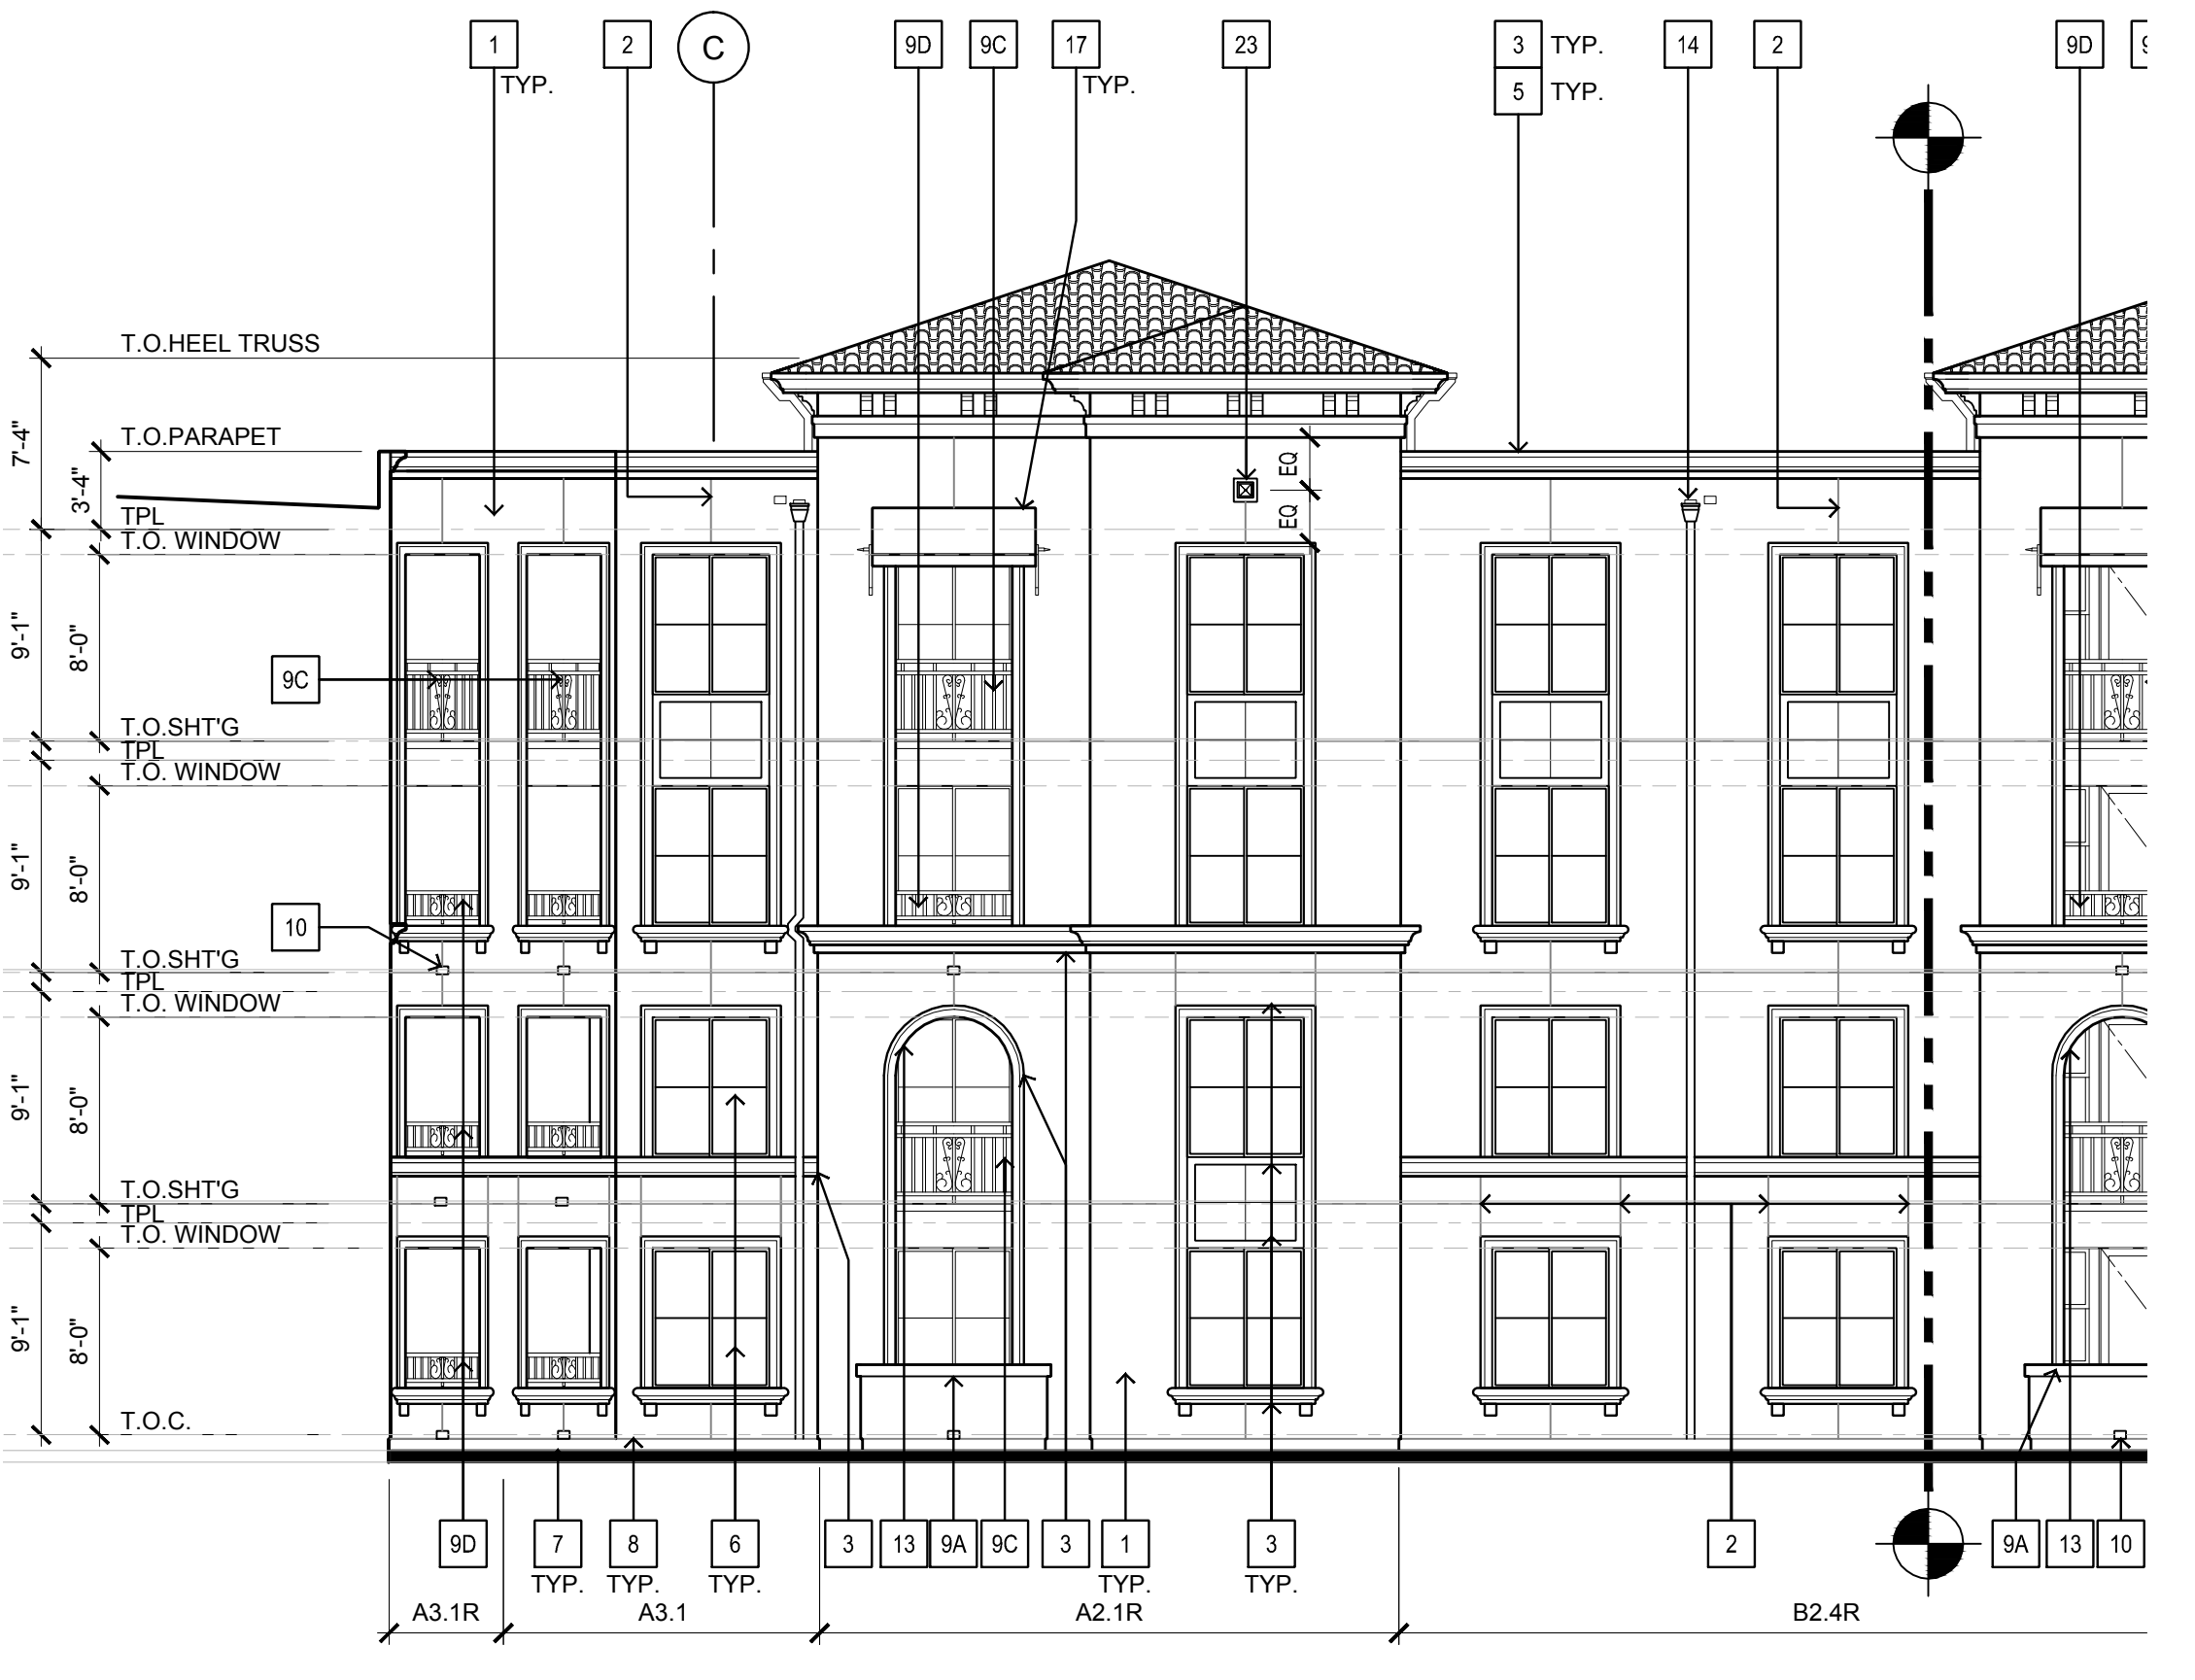 1
TYP.
2
C
9D
9C
17
TYP.
23
3 TYP.
5 TYP.
14
2
9D
T.O.HEEL TRUSS
7'-4"
T.O.PARAPET
3'-4"
EQ
EQ
TPL
T.O. WINDOW
9'-1"
8'-0"
9C
T.O.SHT'G
TPL
T.O. WINDOW
9'-1"
8'-0"
10
T.O.SHT'G
TPL
T.O. WINDOW
9'-1"
8'-0"
T.O.SHT'G
TPL
T.O. WINDOW
9'-1"
8'-0"
T.O.C.
9D
7
TYP.
8
TYP.
6
TYP.
3
13
9A
9C
3
1
TYP.
3
TYP.
2
9A
13
10
A3.1R
A3.1
A2.1R
B2.4R